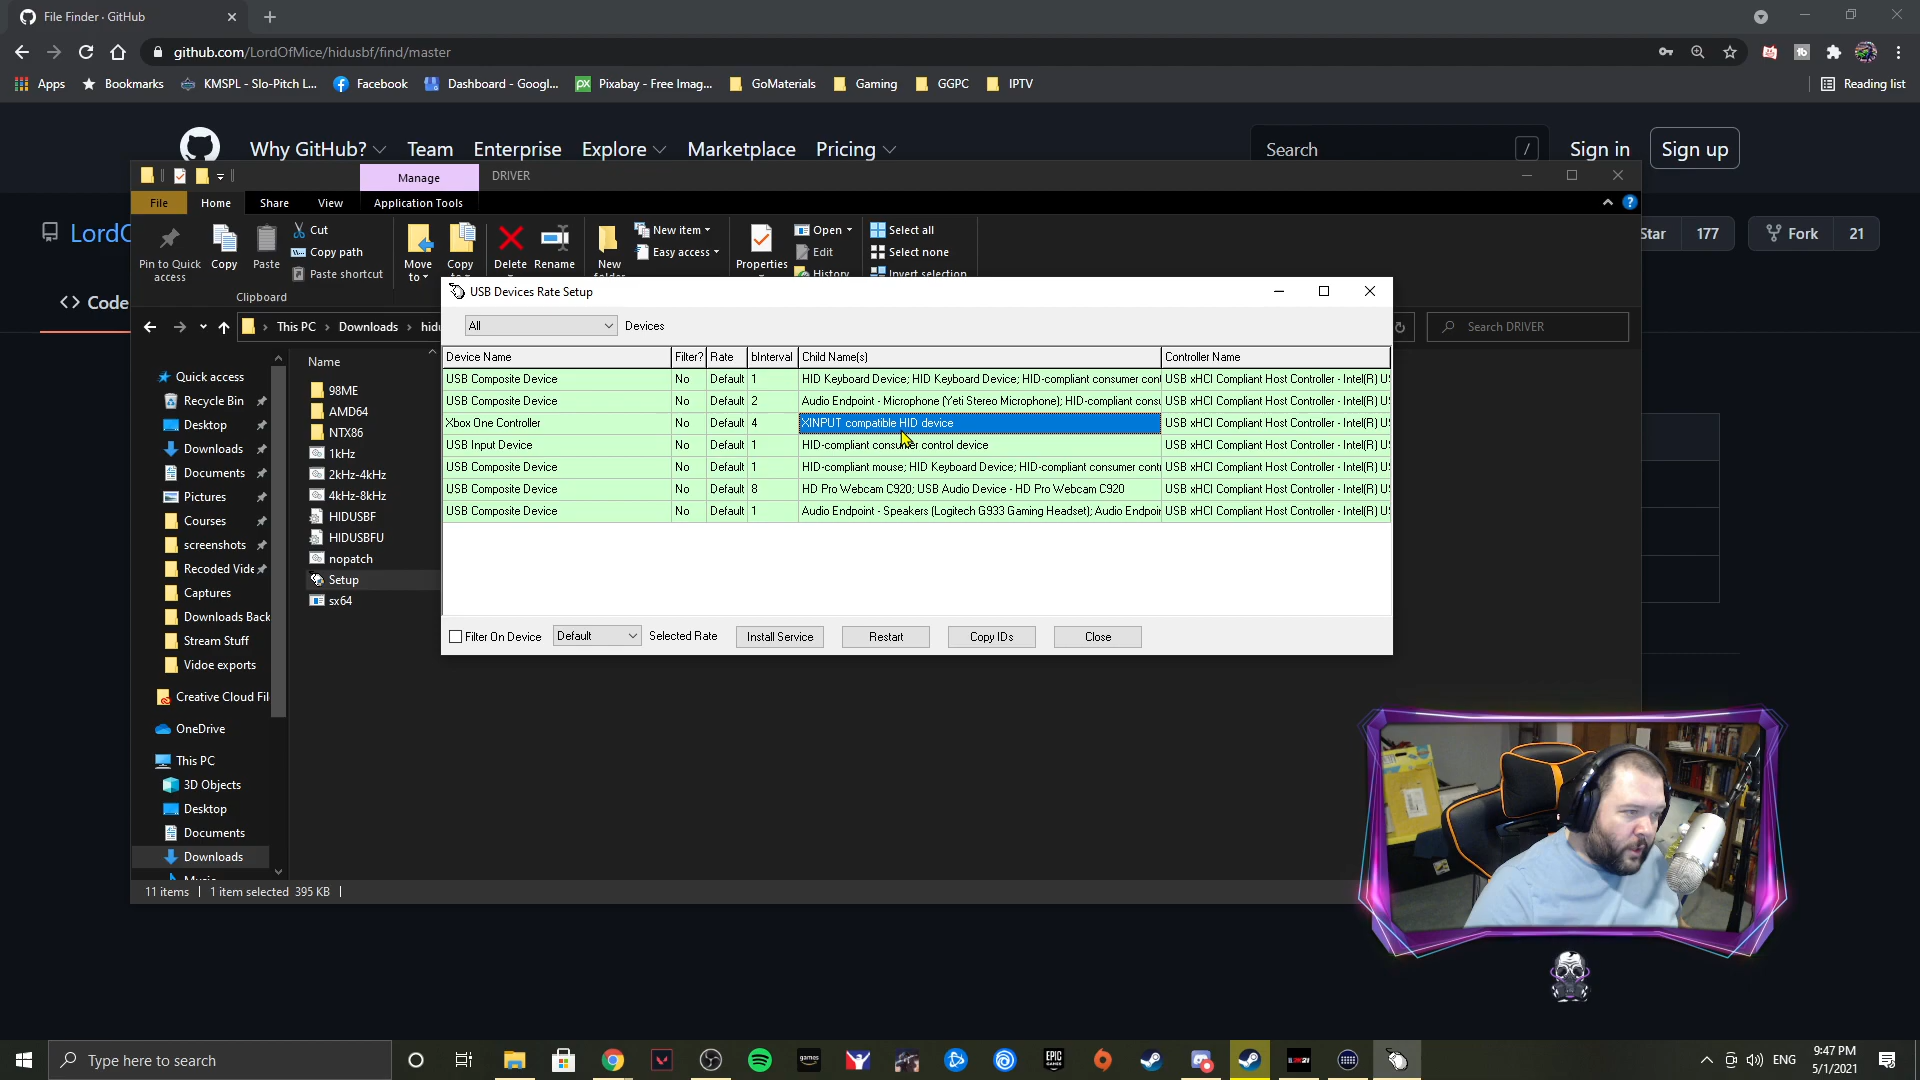 File Finder · GitHub
github.com/LordOfMice/hidusbf/find/master
Apps
Bookmarks
KMSPL - Slo-Pitch L...
Facebook
Dashboard - Googl...
px
Pixabay - Free Imag...
GoMaterials
Gaming
GGPC
IPTV
Reading list
Why GitHub?
Team
Enterprise
Explore
Marketplace
Pricing
Search
/
Sign in
Sign up
Manage
DRIVER
File
Home
Share
View
Application Tools
Star
177
Fork
21
<> Code
Pin to Quick access
Copy
Paste
Cut
Copy path
Paste shortcut
Clipboard
Move to
Copy
Delete
Rename
New
New item
Easy access
Properties
Open
Edit
History
Select all
Select none
Invert selection
This PC
Downloads
Search DRIVER
Quick access
Recycle Bin
Desktop
Downloads
Documents
Pictures
Courses
screenshots
Recoded Vide
Captures
Downloads Back
Stream Stuff
Vidoe exports
Creative Cloud Fil
OneDrive
This PC
3D Objects
Desktop
Documents
Downloads
Name
98ME
AMD64
NTX86
1kHz
2kHz-4kHz
4kHz-8kHz
HIDUSBF
HIDUSBFU
nopatch
Setup
sx64
11 items
1 item selected 395 KB
USB Devices Rate Setup
All
Devices
Device Name Filter? Rate bInterval Child Name(s) Controller Name
USB Composite Device No Default 1 HID Keyboard Device; HID Keyboard Device; HID-compliant consumer con USB xHCI Compliant Host Controller - Intel(R) U
USB Composite Device No Default 2 Audio Endpoint - Microphone (Yeti Stereo Microphone); HID-compliant cons USB xHCI Compliant Host Controller - Intel(R) U
Xbox One Controller No Default 4 XINPUT compatible HID device USB xHCI Compliant Host Controller - Intel(R) U
USB Input Device No Default 1 HID-compliant consumer control device USB xHCI Compliant Host Controller - Intel(R) U
USB Composite Device No Default 1 HID-compliant mouse; HID Keyboard Device; HID-compliant consumer cont USB xHCI Compliant Host Controller - Intel(R) U
USB Composite Device No Default 8 HD Pro Webcam C920; USB Audio Device - HD Pro Webcam C920 USB xHCI Compliant Host Controller - Intel(R) U
USB Composite Device No Default 1 Audio Endpoint - Speakers (Logitech G933 Gaming Headset); Audio Endpoi USB xHCI Compliant Host Controller - Intel(R) U
Filter On Device
Default
Selected Rate
Install Service
Restart
Copy IDs
Close
Type here to search
games
EPIC GAMES
ENG
9:47 PM
5/1/2021